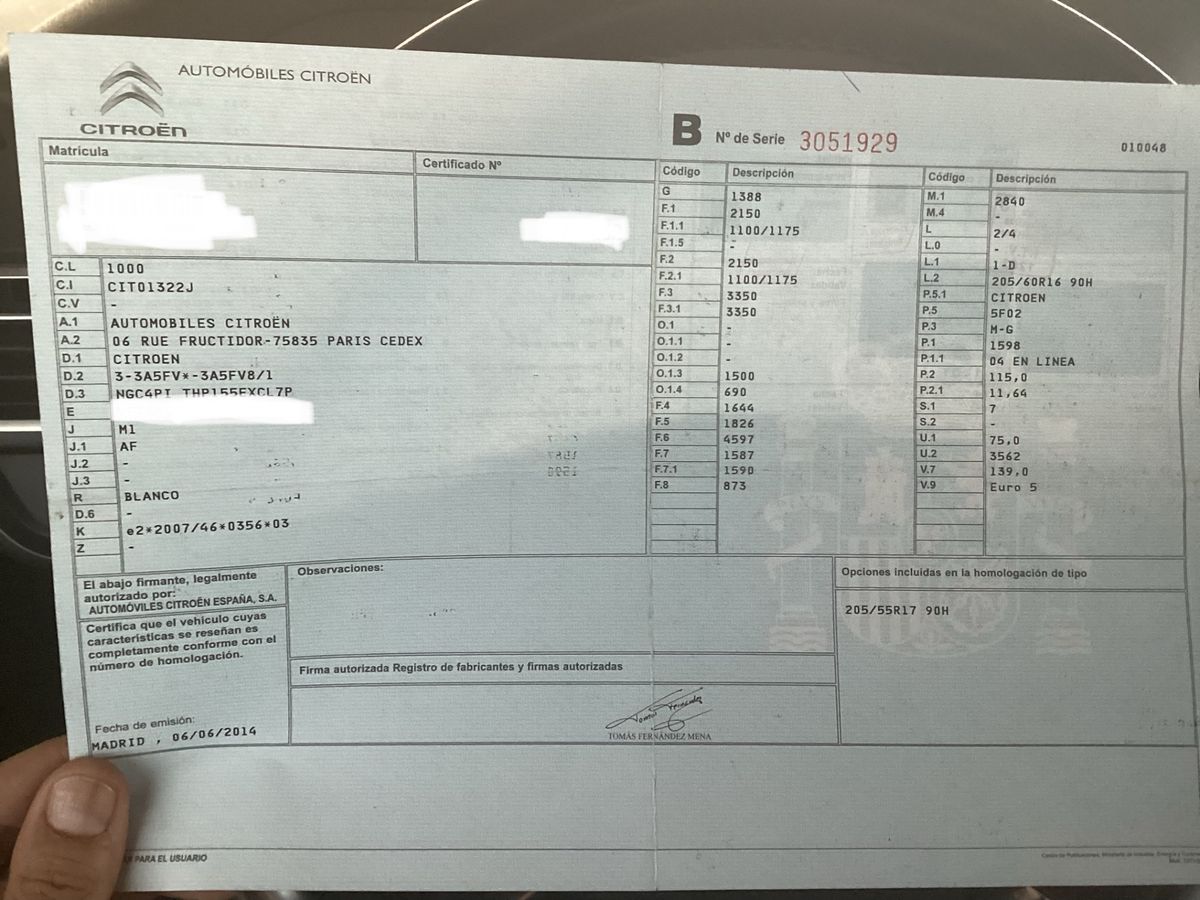 AUTOMÓBILES CITROËN
CITROËN
B Nº de Serie 3051929
010048
Matrícula
Certificado Nº
C.L 1000
C.I CIT01322J
C.V -
A.1 AUTOMOBILES CITROËN
A.2 06 RUE FRUCTIDOR-75835 PARIS CEDEX
D.1 CITROEN
D.2 3-3A5FV*-3A5FV8/1
D.3 NGC4PI THP155EXCL7P
E
J M1
J.1 AF
J.2 -
J.3 -
R BLANCO
D.6 -
K e2*2007/46*0356*03
Z -
Código Descripción
G 1388
F.1 2150
F.1.1 1100/1175
F.1.5 -
F.2 2150
F.2.1 1100/1175
F.3 3350
F.3.1 3350
O.1 -
O.1.1 -
O.1.2 -
O.1.3 1500
O.1.4 690
F.4 1644
F.5 1826
F.6 4597
F.7 1587
F.7.1 1590
F.8 873
Código Descripción
M.1 2840
M.4 -
L 2/4
L.0 -
L.1 1-D
L.2 205/60R16 90H
P.5.1 CITROEN
P.5 5F02
P.3 M-G
P.1 1598
P.1.1 04 EN LINEA
P.2 115,0
P.2.1 11,64
S.1 7
S.2 -
U.1 75,0
U.2 3562
V.7 139,0
V.9 Euro 5
El abajo firmante, legalmente
autorizado por:
AUTOMÓVILES CITROËN ESPAÑA, S.A.
Certifica que el vehículo cuyas
características se reseñan es
completamente conforme con el
número de homologación.
Fecha de emisión:
MADRID , 06/06/2014
Observaciones:
Firma autorizada Registro de fabricantes y firmas autorizadas
TOMÁS FERNÁNDEZ MENA
Opciones incluidas en la homologación de tipo
205/55R17 90H
PARA EL USUARIO